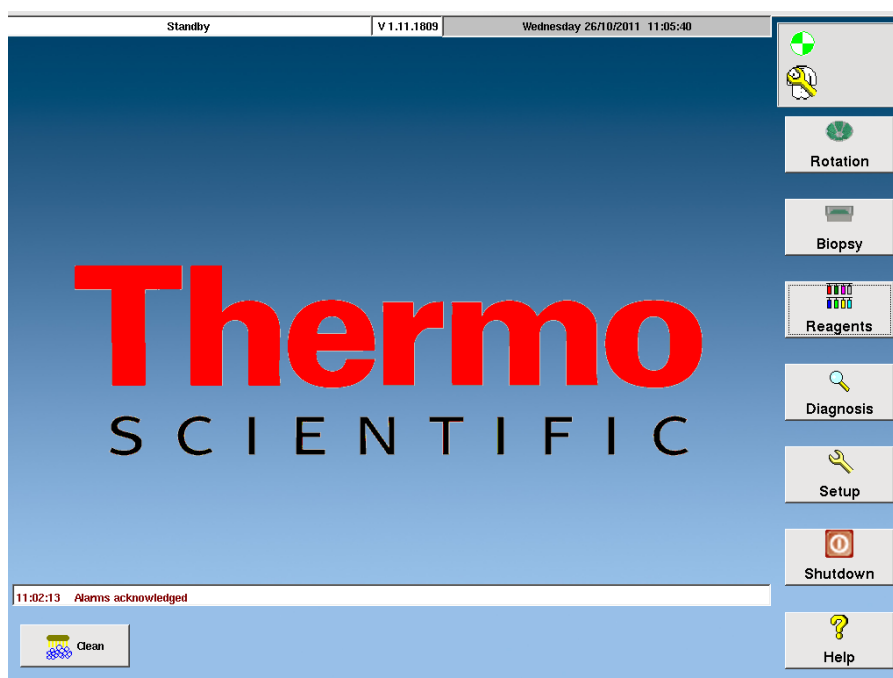 Standby
V 1.11.1809
Wednesday 26/10/2011 11:05:40
Rotation
Biopsy
Reagents
Diagnosis
Setup
Shutdown
Help
Thermo
SCIENTIFIC
11:02:13 Alarms acknowledged
Clean